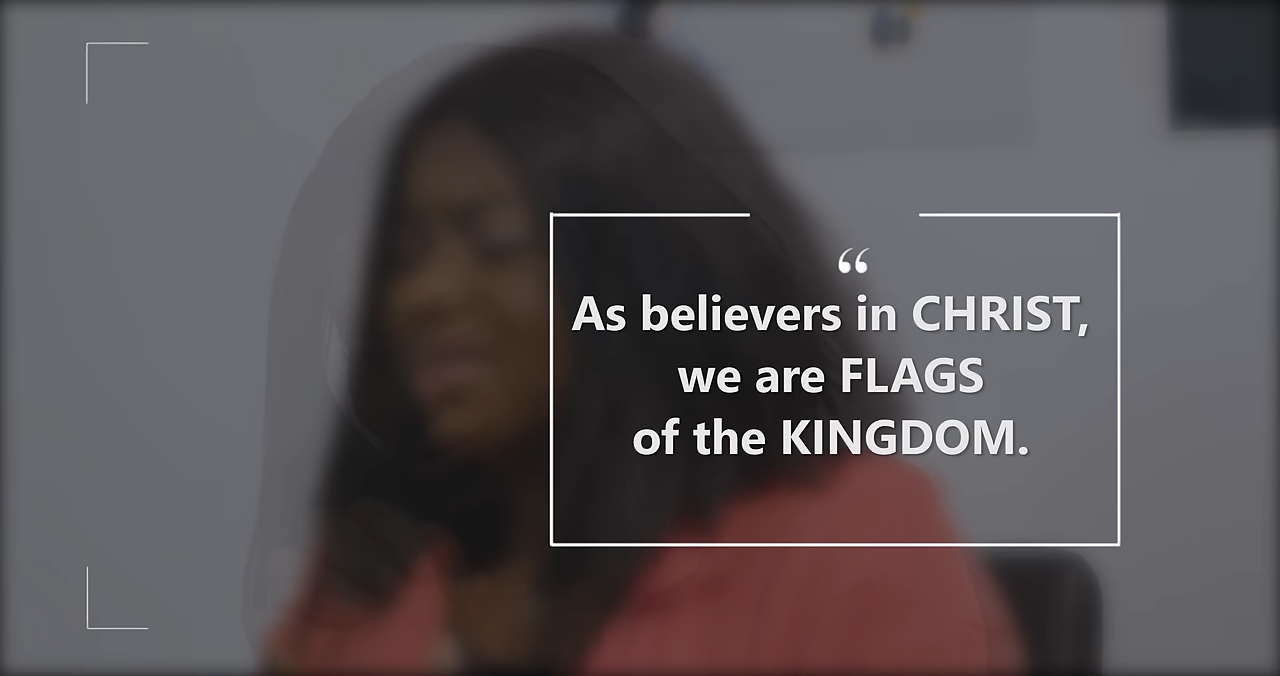 “
As believers in CHRIST,
we are FLAGS
of the KINGDOM.